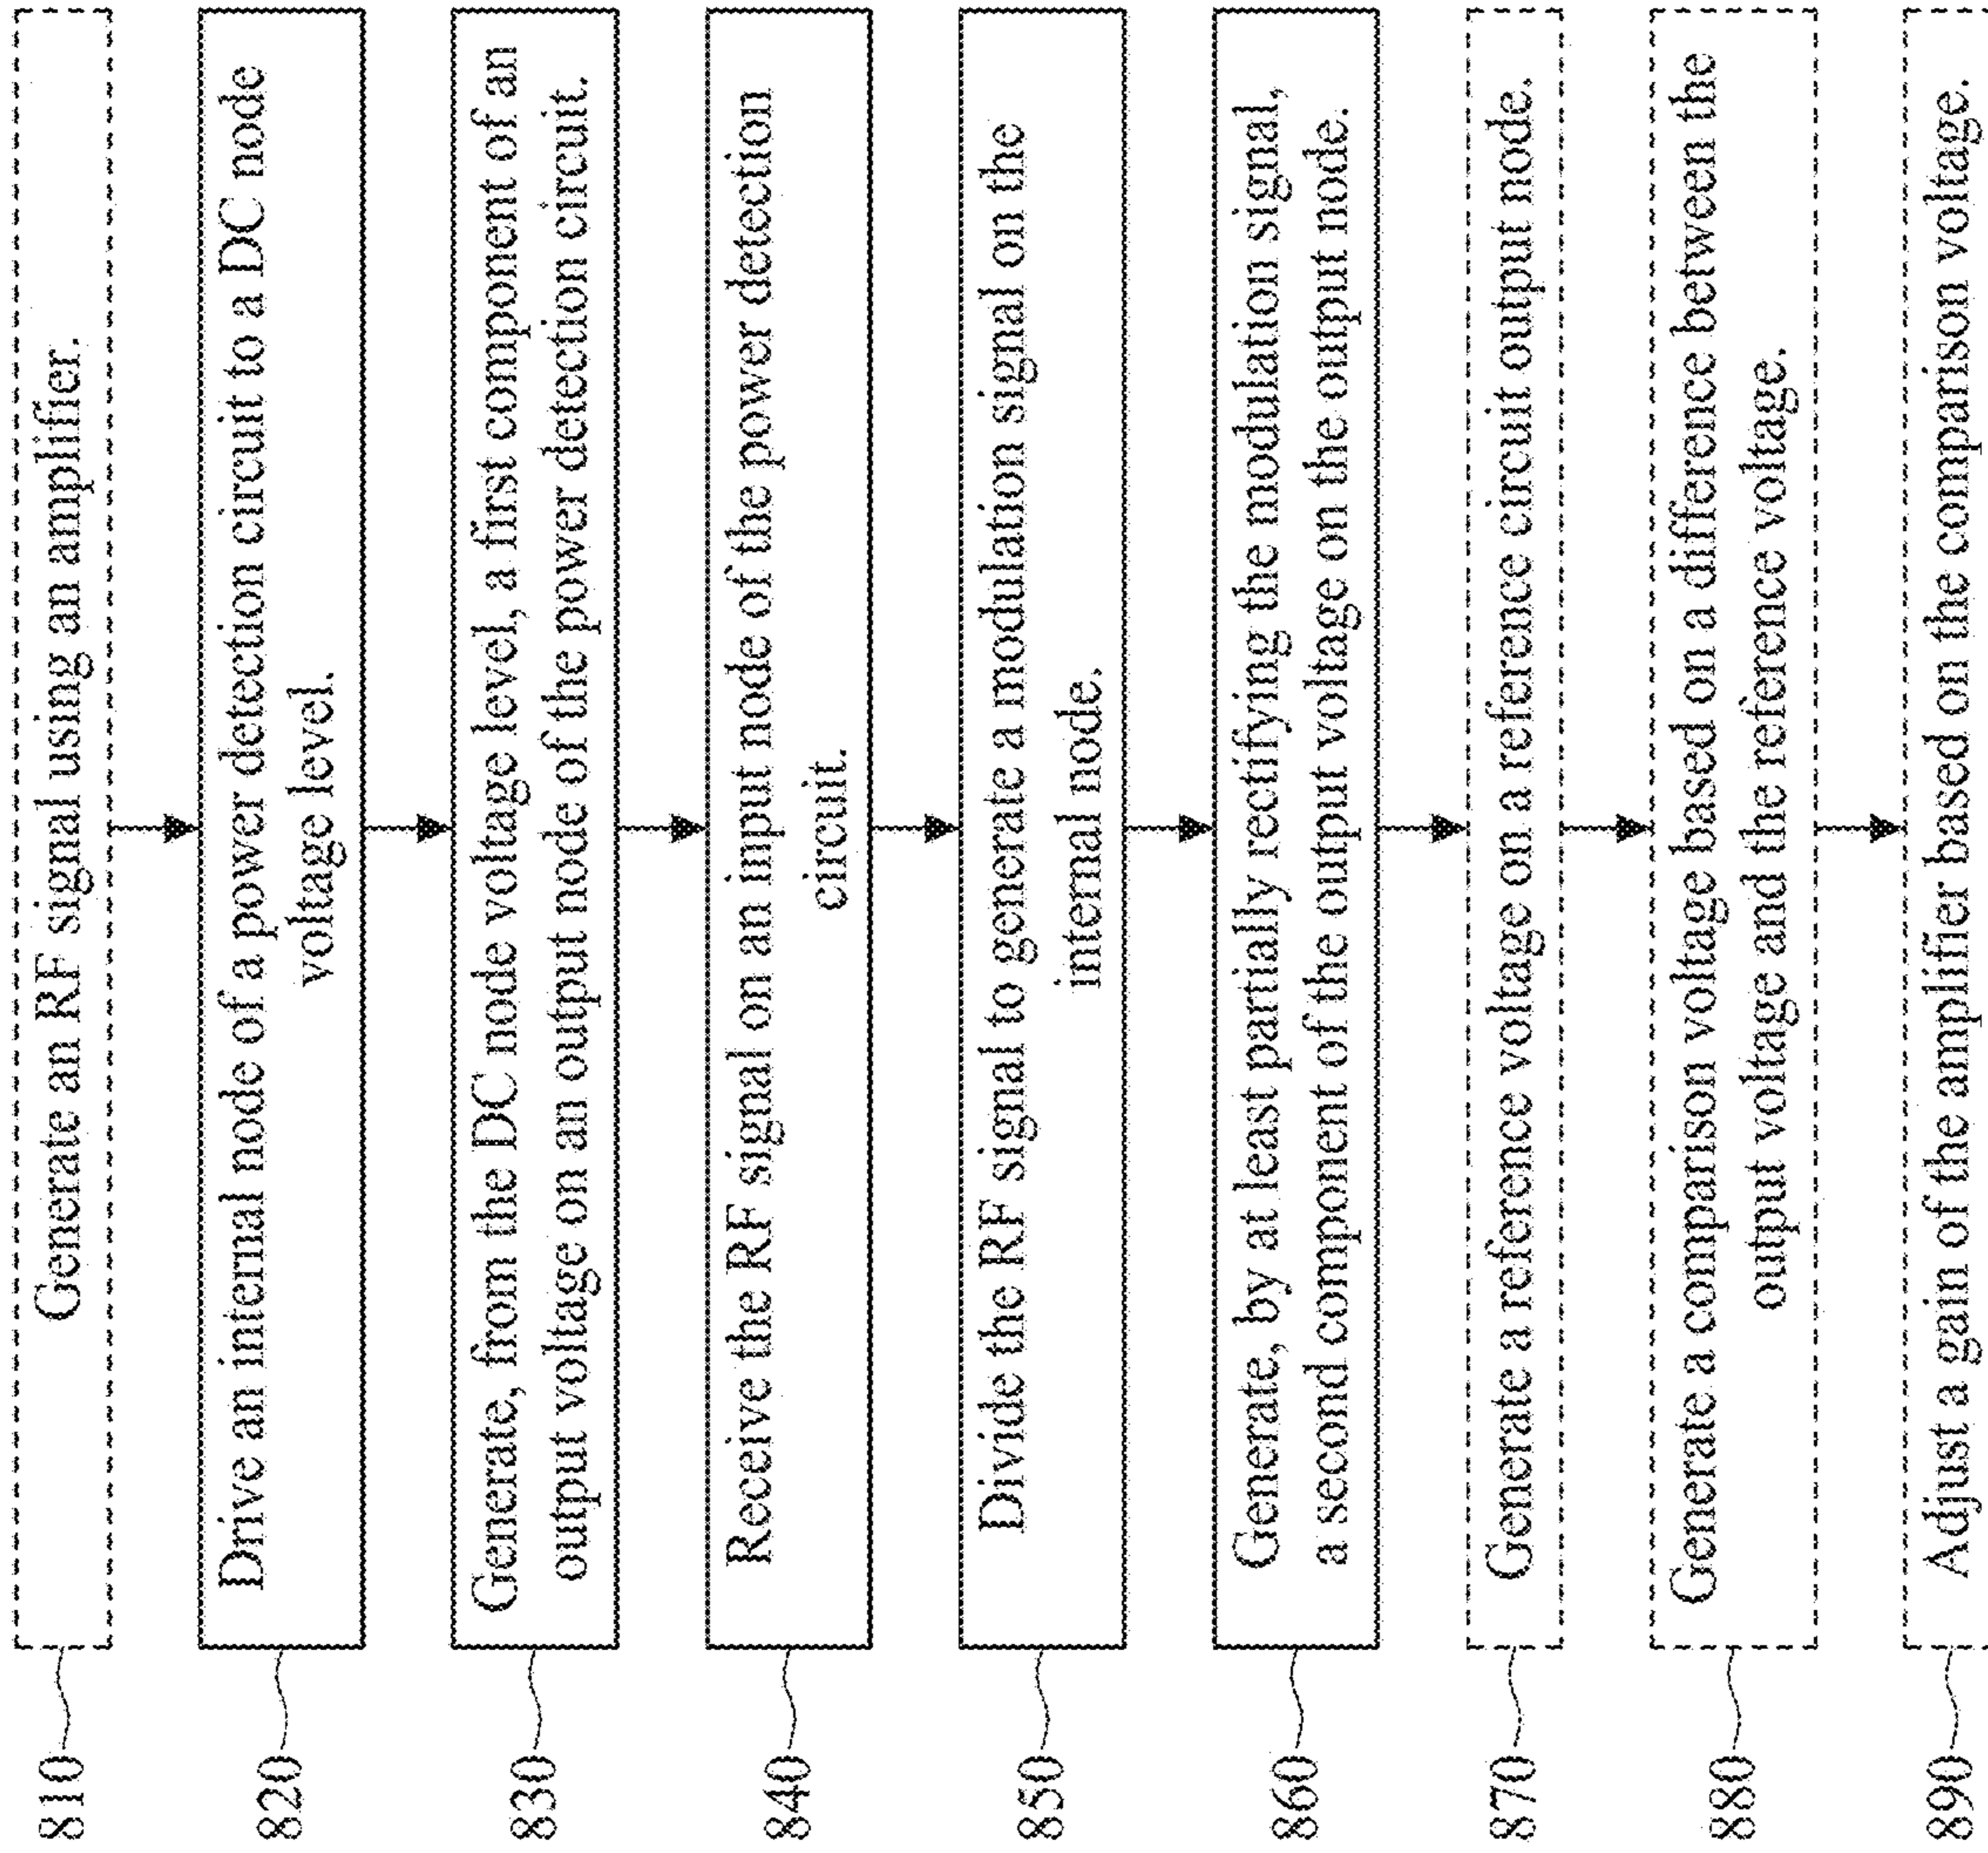 810
Generate an RF signal using an amplifier.
820
Drive an internal node of a power detection circuit to a DC node
voltage level.
830
Generate, from the DC node voltage level, a first component of an
output voltage on an output node of the power detection circuit.
840
Receive the RF signal on an input node of the power detection
circuit.
850
Divide the RF signal to generate a modulation signal on the
internal node.
860
Generate, by at least partially rectifying the modulation signal,
a second component of the output voltage on the output node.
870
Generate a reference voltage on a reference circuit output node.
880
Generate a comparison voltage based on a difference between the
output voltage and the reference voltage.
890
Adjust a gain of the amplifier based on the comparison voltage.